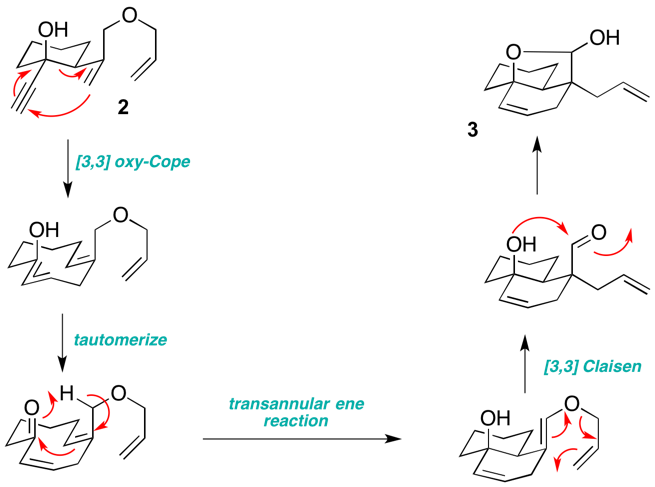 OH
O
2
[3,3] oxy-Cope
OH
O
tautomerize
O
H
O
transannular ene
reaction
OH
O
[3,3] Claisen
OH
O
O
OH
3